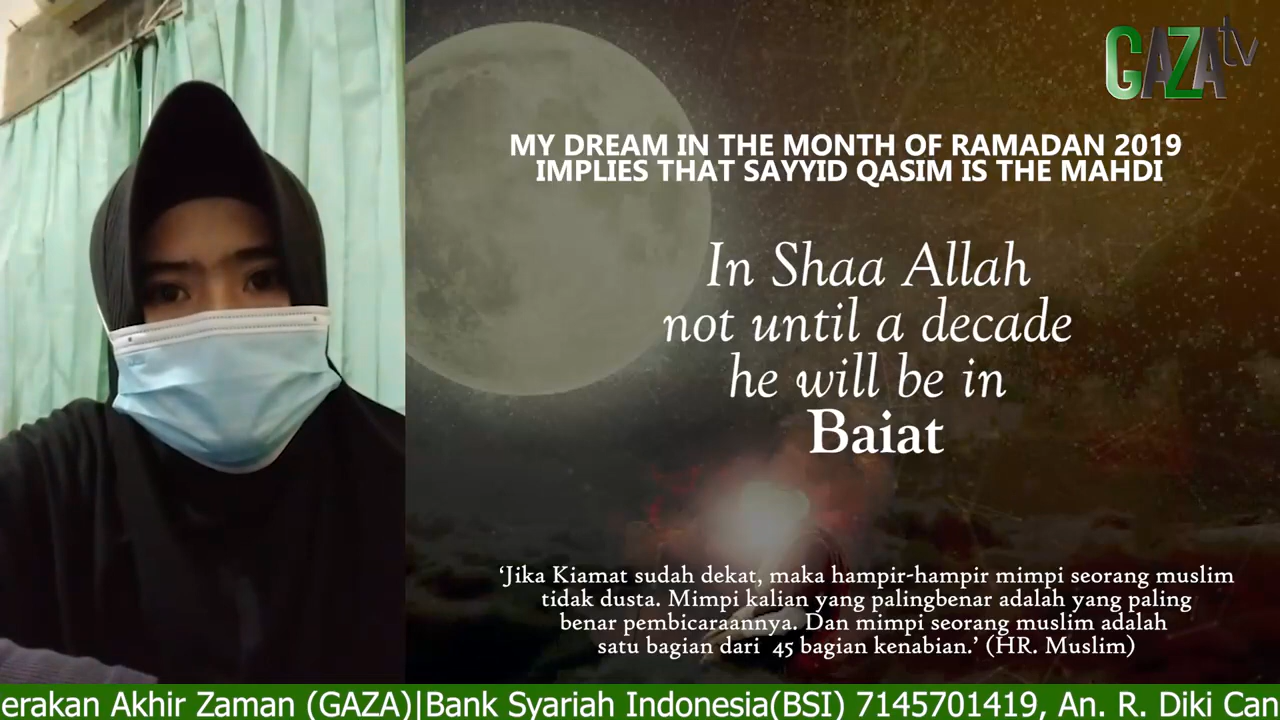 GAZA tv
MY DREAM IN THE MONTH OF RAMADAN 2019
IMPLIES THAT SAYYID QASIM IS THE MAHDI
In Shaa Allah
not until a decade
he will be in
Baiat
‘Jika Kiamat sudah dekat, maka hampir-hampir mimpi seorang muslim
tidak dusta. Mimpi kalian yang palingbenar adalah yang paling
benar pembicaraannya. Dan mimpi seorang muslim adalah
satu bagian dari 45 bagian kenabian.’ (HR. Muslim)
erakan Akhir Zaman (GAZA)|Bank Syariah Indonesia(BSI) 7145701419, An. R. Diki Can